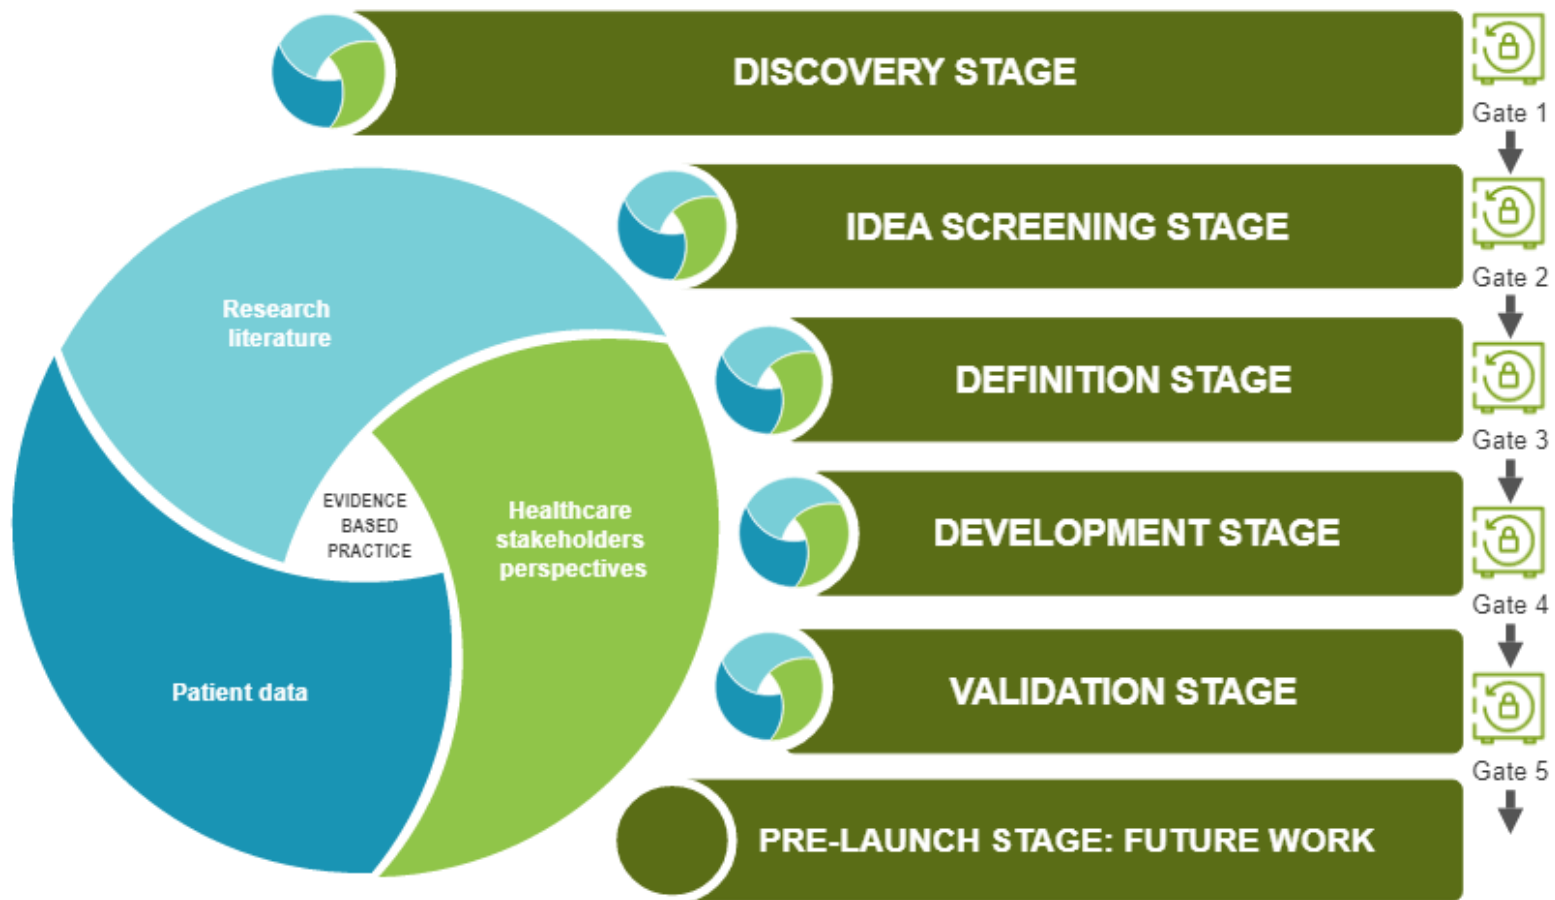 DISCOVERY STAGE
Gate 1
IDEA SCREENING STAGE
Gate 2
DEFINITION STAGE
Gate 3
DEVELOPMENT STAGE
Gate 4
VALIDATION STAGE
Gate 5
PRE-LAUNCH STAGE: FUTURE WORK
Research
literature
EVIDENCE
BASED
PRACTICE
Healthcare
stakeholders
perspectives
Patient data